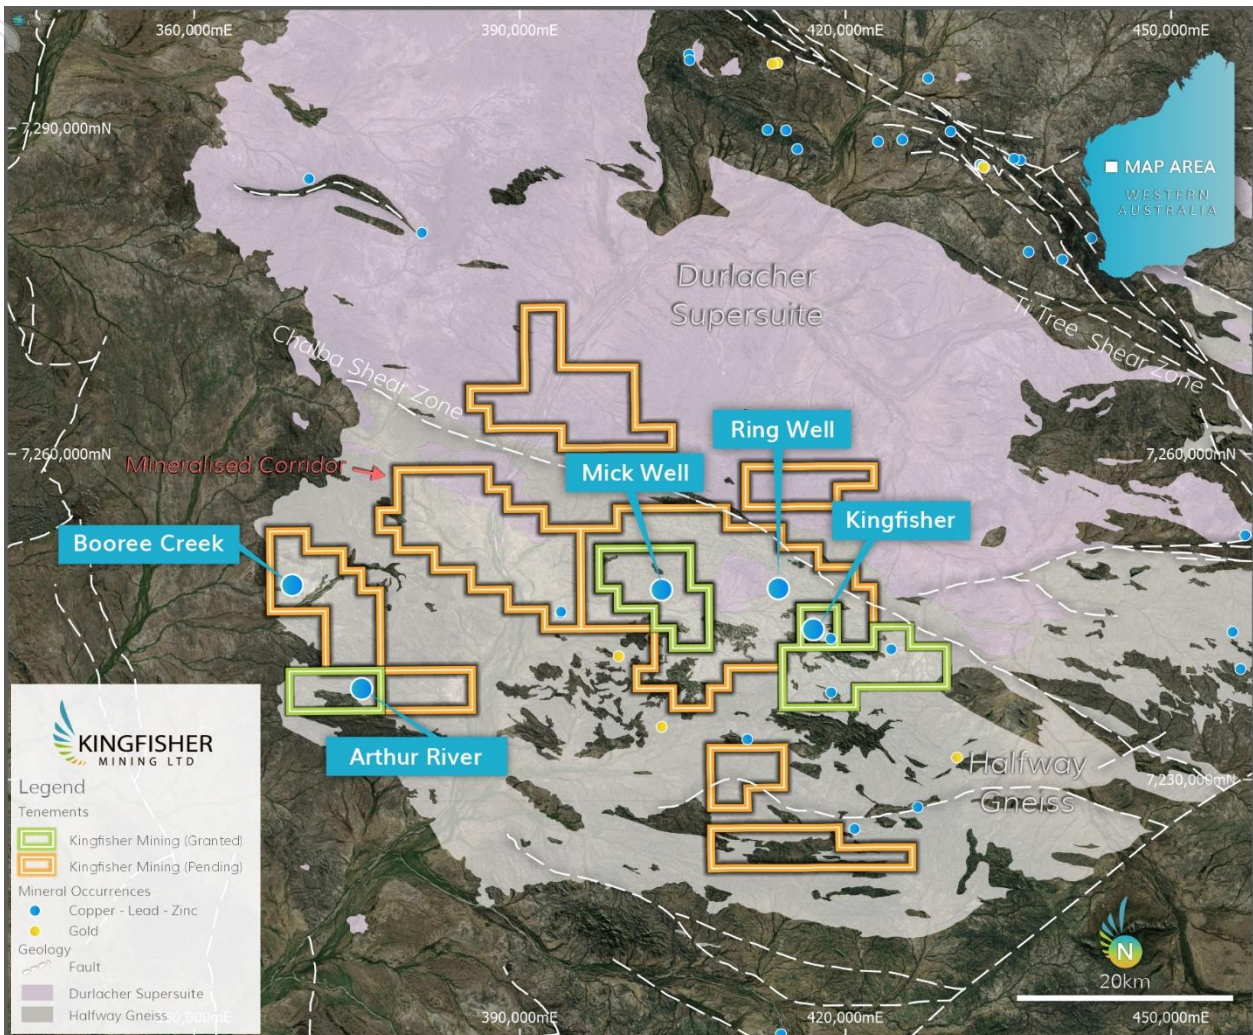 360,000mE
390,000mE
420,000mE
450,000mE
7,290,000mN
MAP AREA
WESTERN
AUSTRALIA
Durlacher
Supersuite
Ti Tree Shear Zone
Chalba Shear Zone
Ring Well
7,260,000mN
7,260,000mN
Mineralised Corridor
Mick Well
Kingfisher
Booree Creek
Arthur River
Halfway
Gneiss
7,230,000mN
KINGFISHER
MINING LTD
Legend
Tenements
Kingfisher Mining (Granted)
Kingfisher Mining (Pending)
Mineral Occurrences
Copper - Lead - Zinc
Gold
Geology
Fault
Durlacher Supersuite
Halfway Gneiss
N
20km
390,000mE
420,000mE
450,000mE